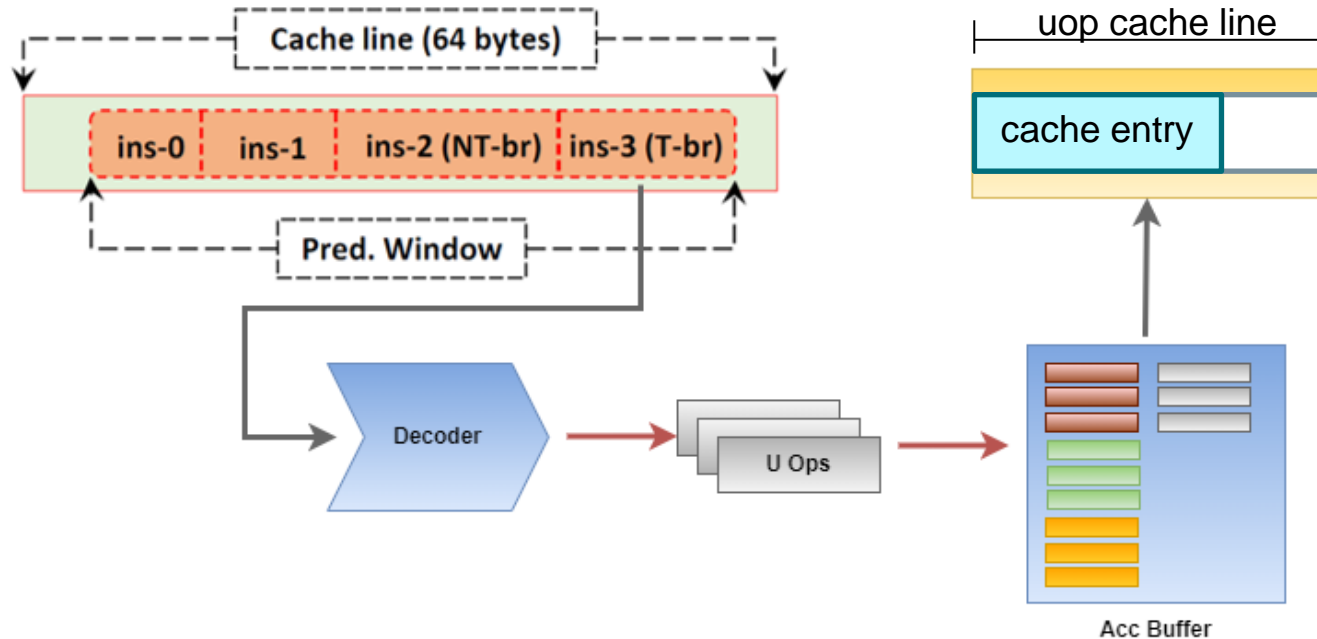 Cache line (64 bytes)
uop cache line
ins-0
ins-1
ins-2 (NT-br)
ins-3 (T-br)
cache entry
Pred. Window
Decoder
U Ops
Acc Buffer